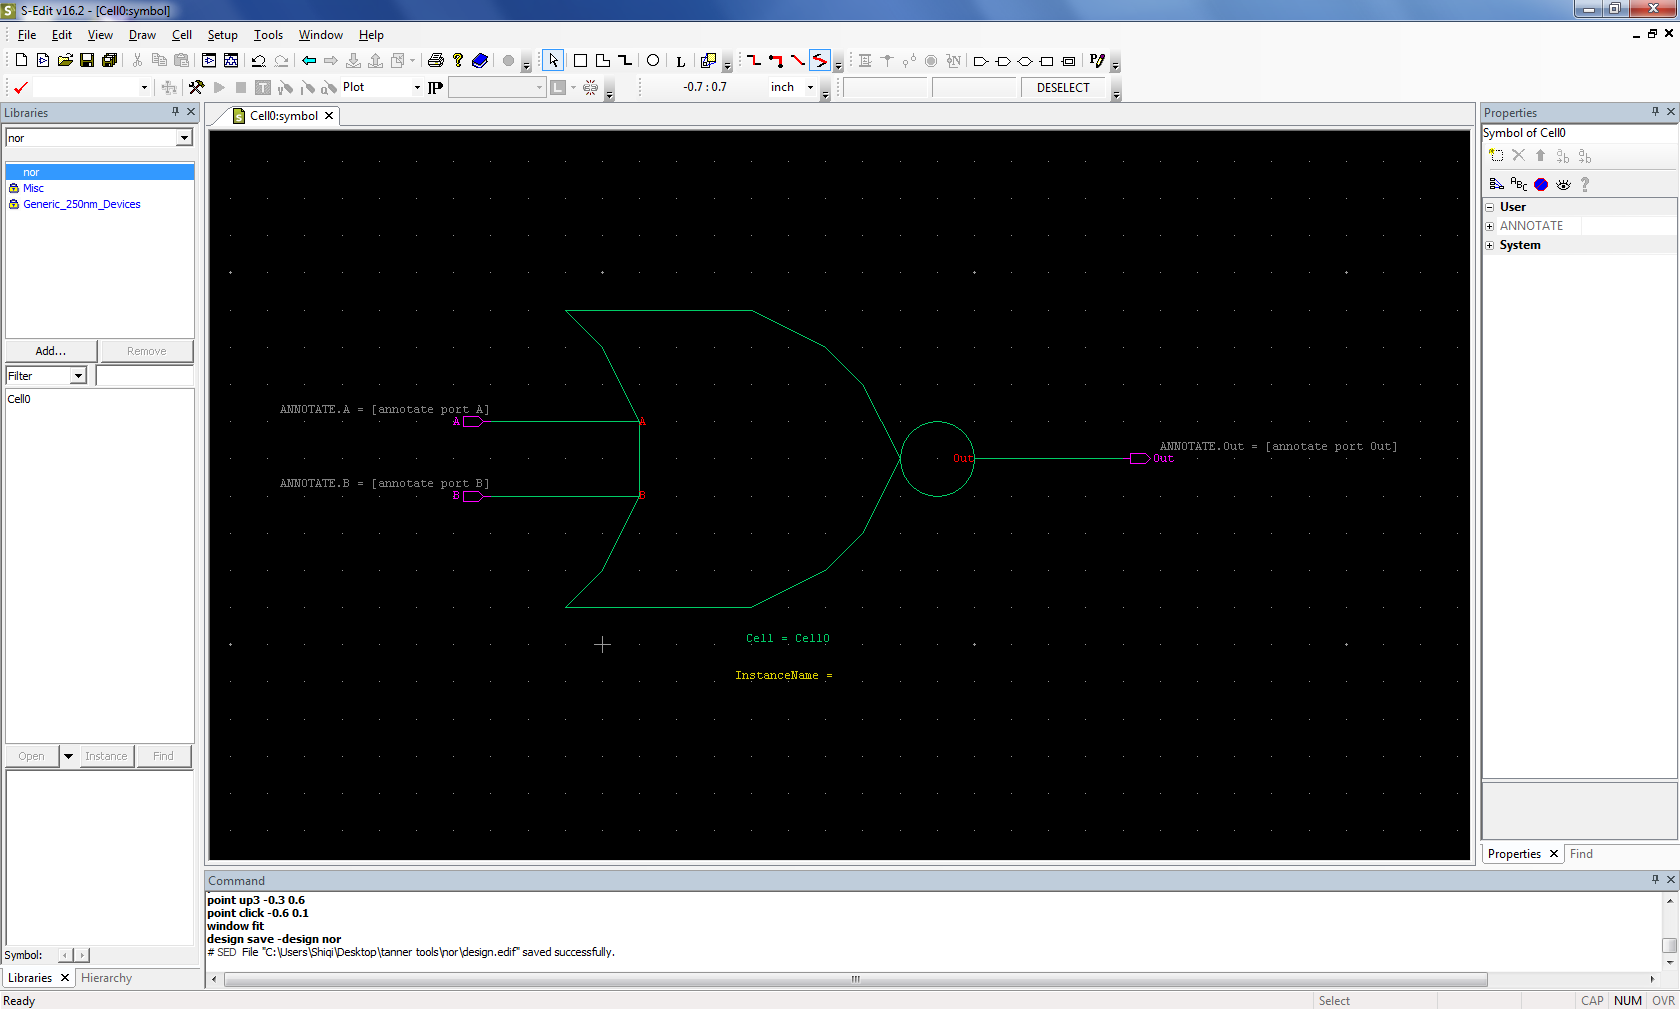 S-Edit v16.2 - [Cell0:symbol]
File Edit View Draw Cell Setup Tools Window Help
Plot
-0.7 : 0.7
inch
DESELECT
Libraries
nor
nor
Misc
Generic_250nm_Devices
Add...
Remove
Filter
Cell0
Open
Instance
Find
Symbol:
Libraries
Hierarchy
Cell0:symbol
ANNOTATE.A = [annotate port A]
A
A
ANNOTATE.B = [annotate port B]
B
B
Out
ANNOTATE.Out = [annotate port Out]
Out
Cell = Cell0
InstanceName =
Properties
Symbol of Cell0
User
ANNOTATE
System
Properties
Find
Command
point up3 -0.3 0.6
point click -0.6 0.1
window fit
design save -design nor
# SED File "C:\Users\Shiqi\Desktop\tanner tools\nor\design.edif" saved successfully.
Ready
Select
CAP NUM OVR